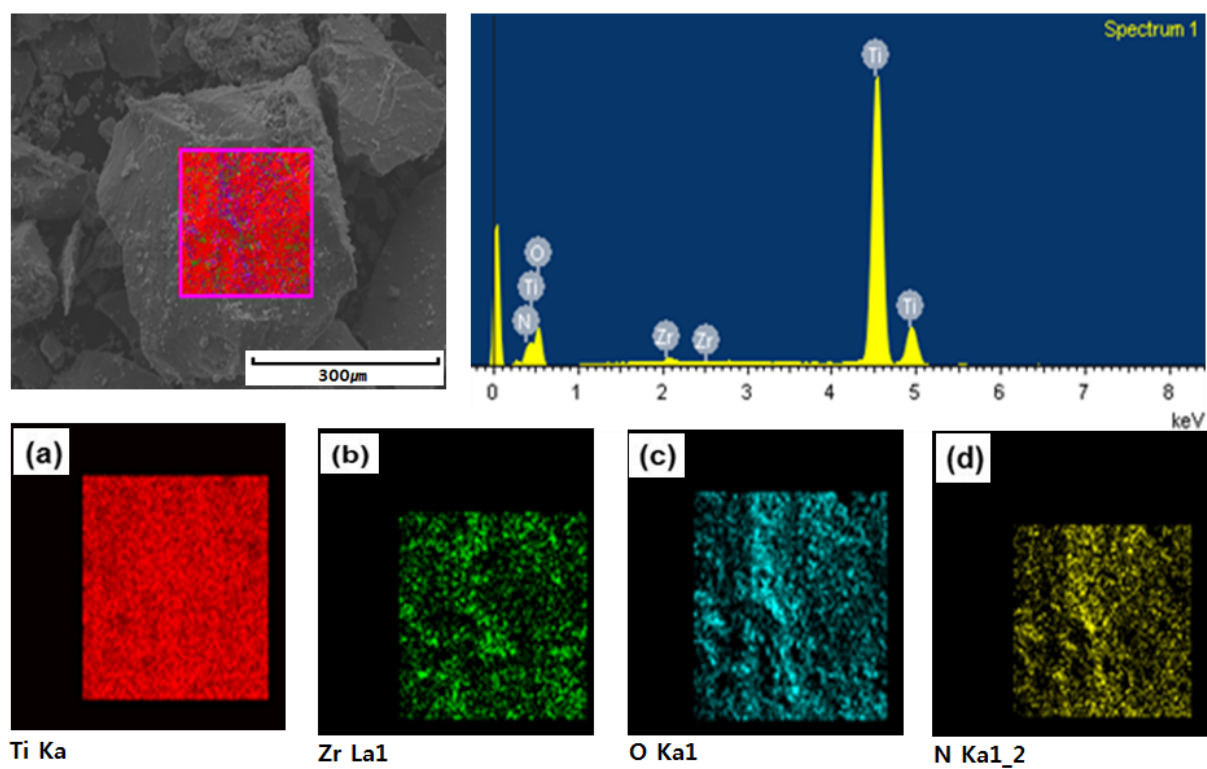 300㎛
Spectrum 1
Ti
O
Ti
N
Zr
Zr
Ti
0 1 2 3 4 5 6 7 8
keV
(a)
(b)
(c)
(d)
Ti Ka
Zr La1
O Ka1
N Ka1_2